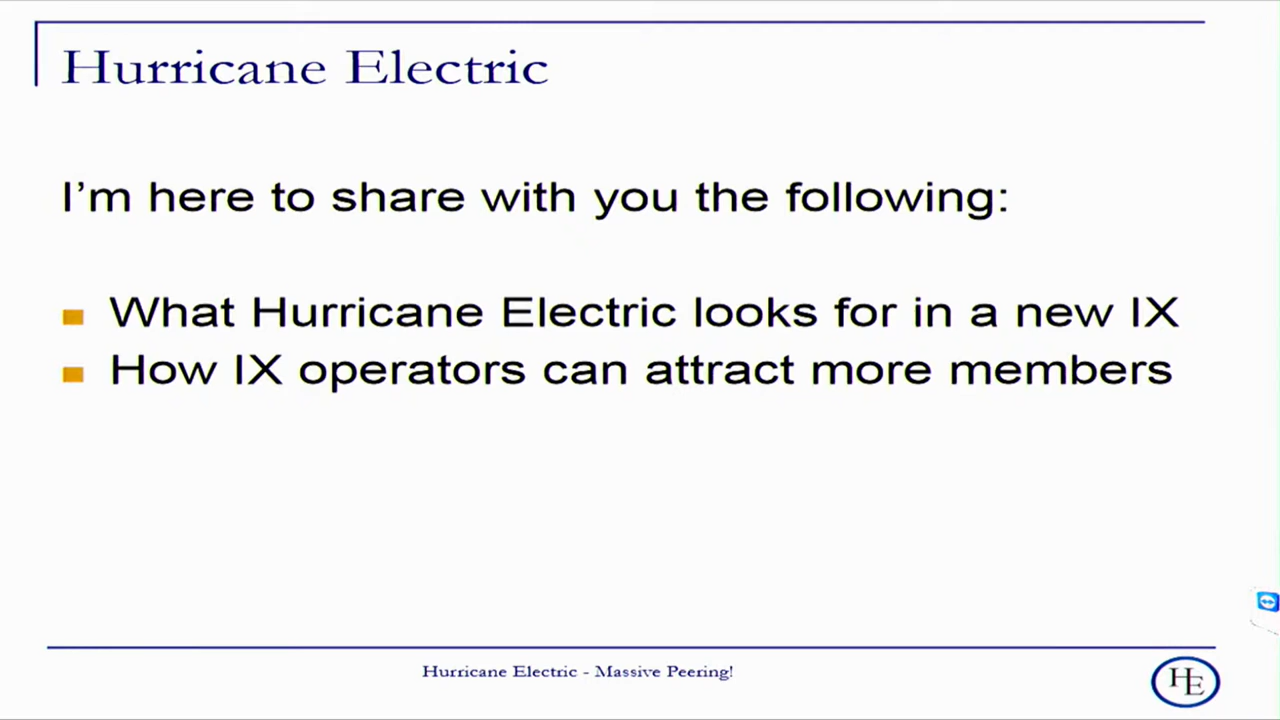 Hurricane Electric
I'm here to share with you the following:
What Hurricane Electric looks for in a new IX
How IX operators can attract more members
Hurricane Electric - Massive Peering!
HE